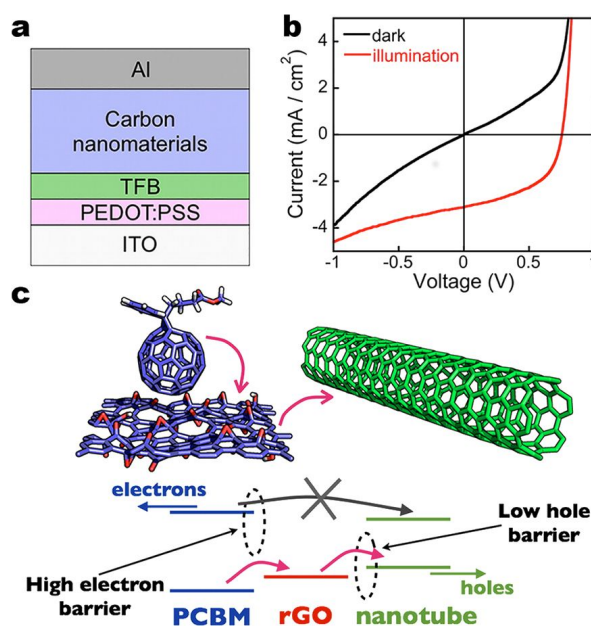 a
Al
Carbon
nanomaterials
TFB
PEDOT:PSS
ITO
b
dark
illumination
Current (mA / cm²)
4
2
0
-2
-4
-1
-0.5
0
0.5
1
Voltage (V)
c
electrons
Low hole
barrier
High electron
barrier
holes
PCBM
rGO
nanotube